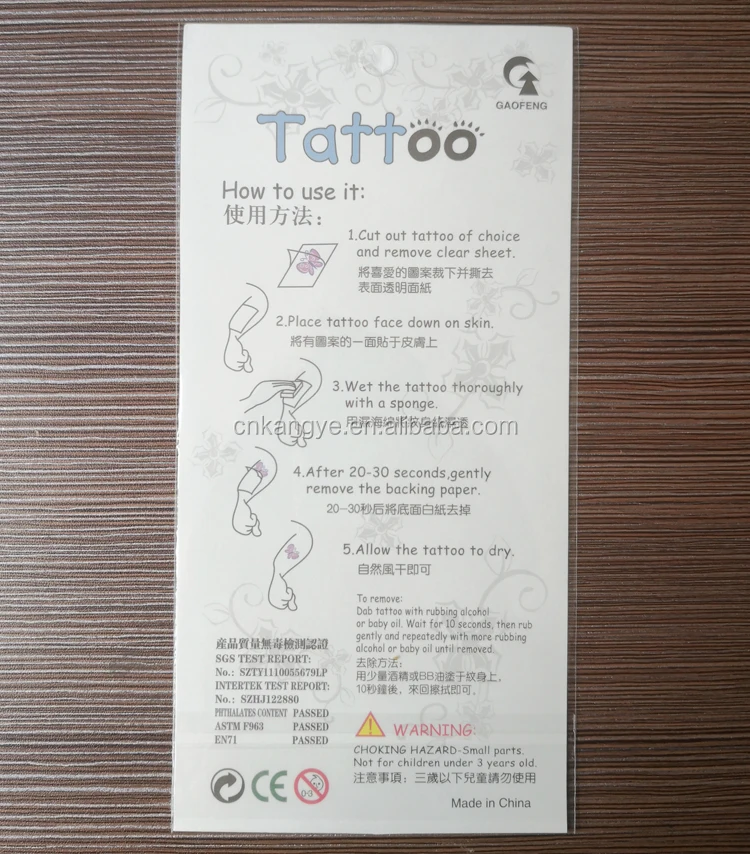 GAOFENG
Tattoo
How to use it:
使用方法：
1.Cut out tattoo of choice
and remove clear sheet.
將喜愛的圖案裁下并撕去
表面透明面紙
2.Place tattoo face down on skin.
將有圖案的一面貼于皮膚上
3.Wet the tattoo thoroughly
with a sponge.
cnkangye.en.alibaba.com
4.After 20-30 seconds,gently
remove the backing paper.
20-30秒后將底面白紙去掉
5.Allow the tattoo to dry.
自然風干即可
To remove:
Dab tattoo with rubbing alcohol
or baby oil. Wait for 10 seconds, then rub
gently and repeatedly with more rubbing
alcohol or baby oil until removed.
去除方法:
用少量酒精或BB油塗于紋身上，
10秒鐘後，來回擦拭即可.
產品質量無毒檢測認證
SGS TEST REPORT:
No.: SZTY1110055679LP
INTERTEK TEST REPORT:
No.: SZHJ122880
PHTHALATES CONTENT PASSED
ASTM F963 PASSED
EN71 PASSED
CE
0-3
WARNING:
CHOKING HAZARD-Small parts.
Not for children under 3 years old.
注意事項：三歲以下兒童請勿使用
Made in China